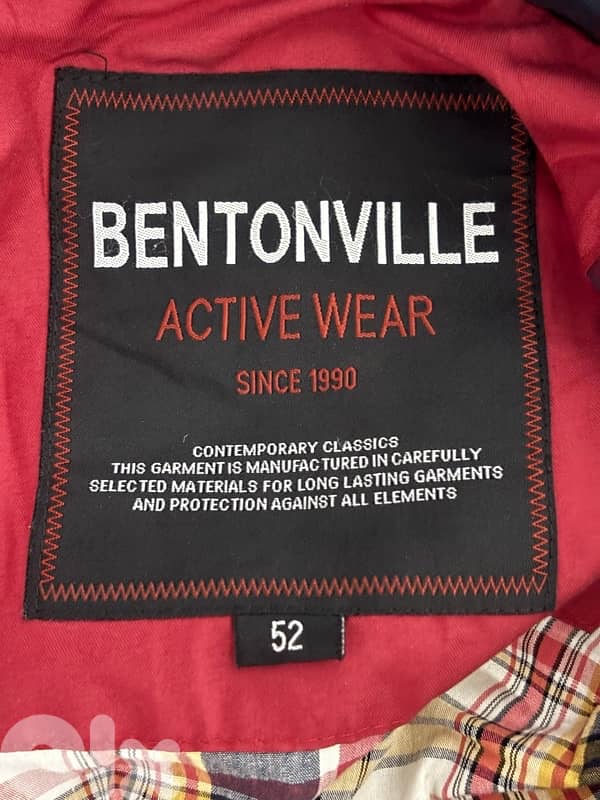 BENTONVILLE
ACTIVE WEAR
SINCE 1990
CONTEMPORARY CLASSICS
THIS GARMENT IS MANUFACTURED IN CAREFULLY
SELECTED MATERIALS FOR LONG LASTING GARMENTS
AND PROTECTION AGAINST ALL ELEMENTS
52
olx